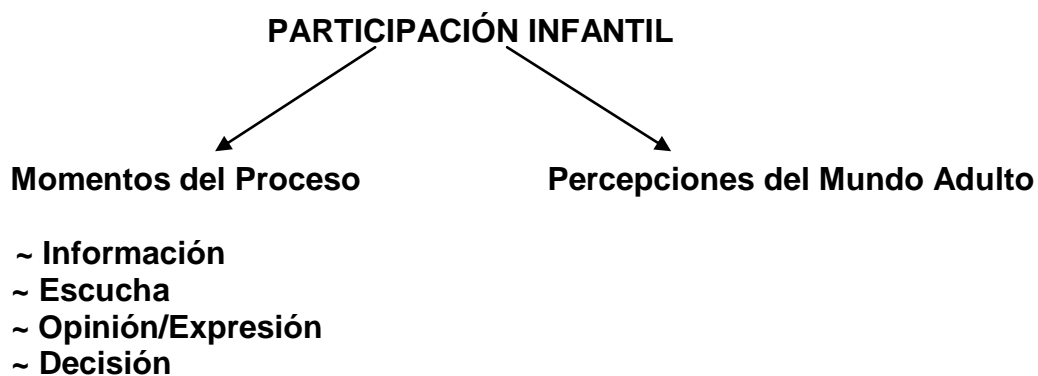 PARTICIPACIÓN INFANTIL
Momentos del Proceso
Percepciones del Mundo Adulto
~ Información
~ Escucha
~ Opinión/Expresión
~ Decisión